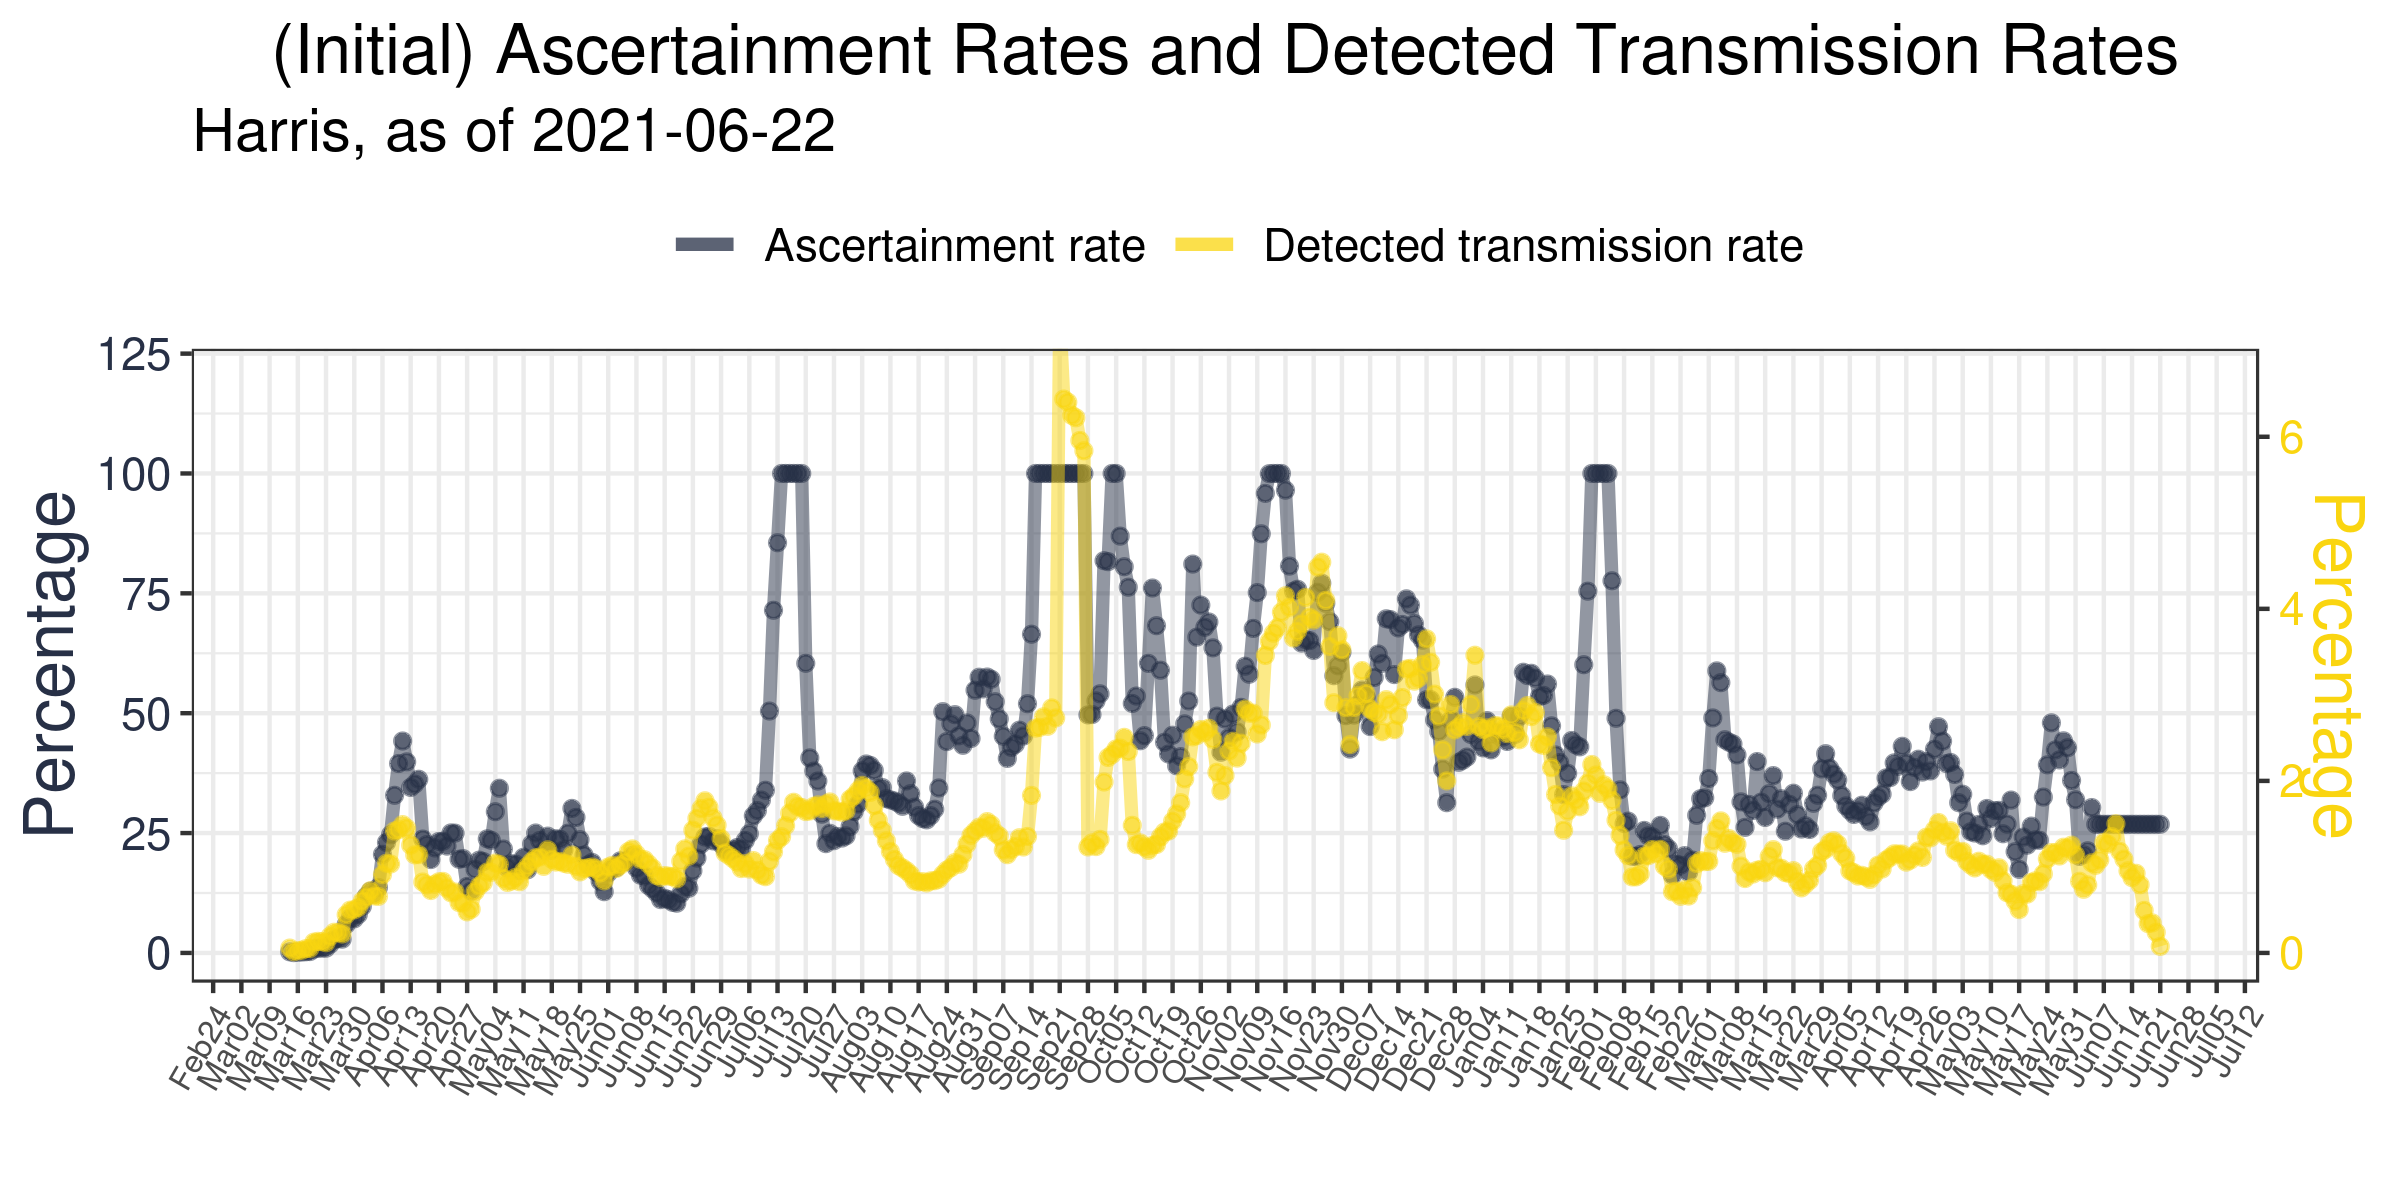 (Initial) Ascertainment Rates and Detected Transmission Rates
Harris, as of 2021-06-22
Ascertainment rate
Detected transmission rate
Percentage
125
100
75
50
25
0
6
4
2
0
Percentage
Feb24
Mar02
Mar09
Mar16
Mar23
Mar30
Apr06
Apr13
Apr20
Apr27
May04
May11
May18
May25
Jun01
Jun08
Jun15
Jun22
Jun29
Jul06
Jul13
Jul20
Jul27
Aug03
Aug10
Aug17
Aug24
Aug31
Sep07
Sep14
Sep21
Sep28
Oct05
Oct12
Oct19
Oct26
Nov02
Nov09
Nov16
Nov23
Nov30
Dec07
Dec14
Dec21
Dec28
Jan04
Jan11
Jan18
Jan25
Feb01
Feb08
Feb15
Feb22
Mar01
Mar08
Mar15
Mar22
Mar29
Apr05
Apr12
Apr19
Apr26
May03
May10
May17
May24
May31
Jun07
Jun14
Jun21
Jun28
Jul05
Jul12